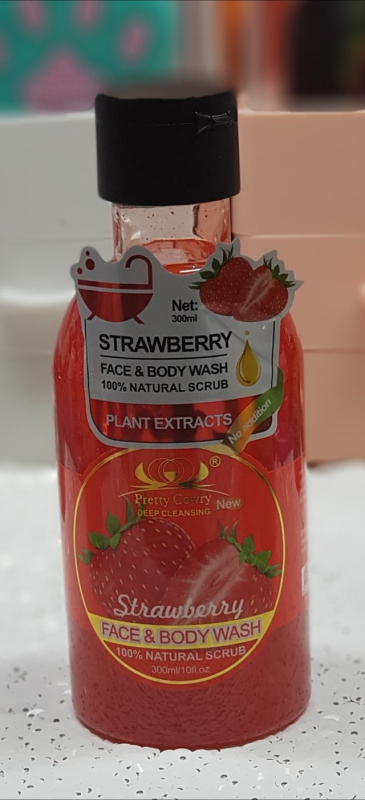 Net:
300ml
STRAWBERRY
FACE & BODY WASH
100% NATURAL SCRUB
PLANT EXTRACTS
No addition
®
Pretty Cowry
DEEP CLEANSING
New
Strawberry
FACE & BODY WASH
100% NATURAL SCRUB
300ml/10fl.oz